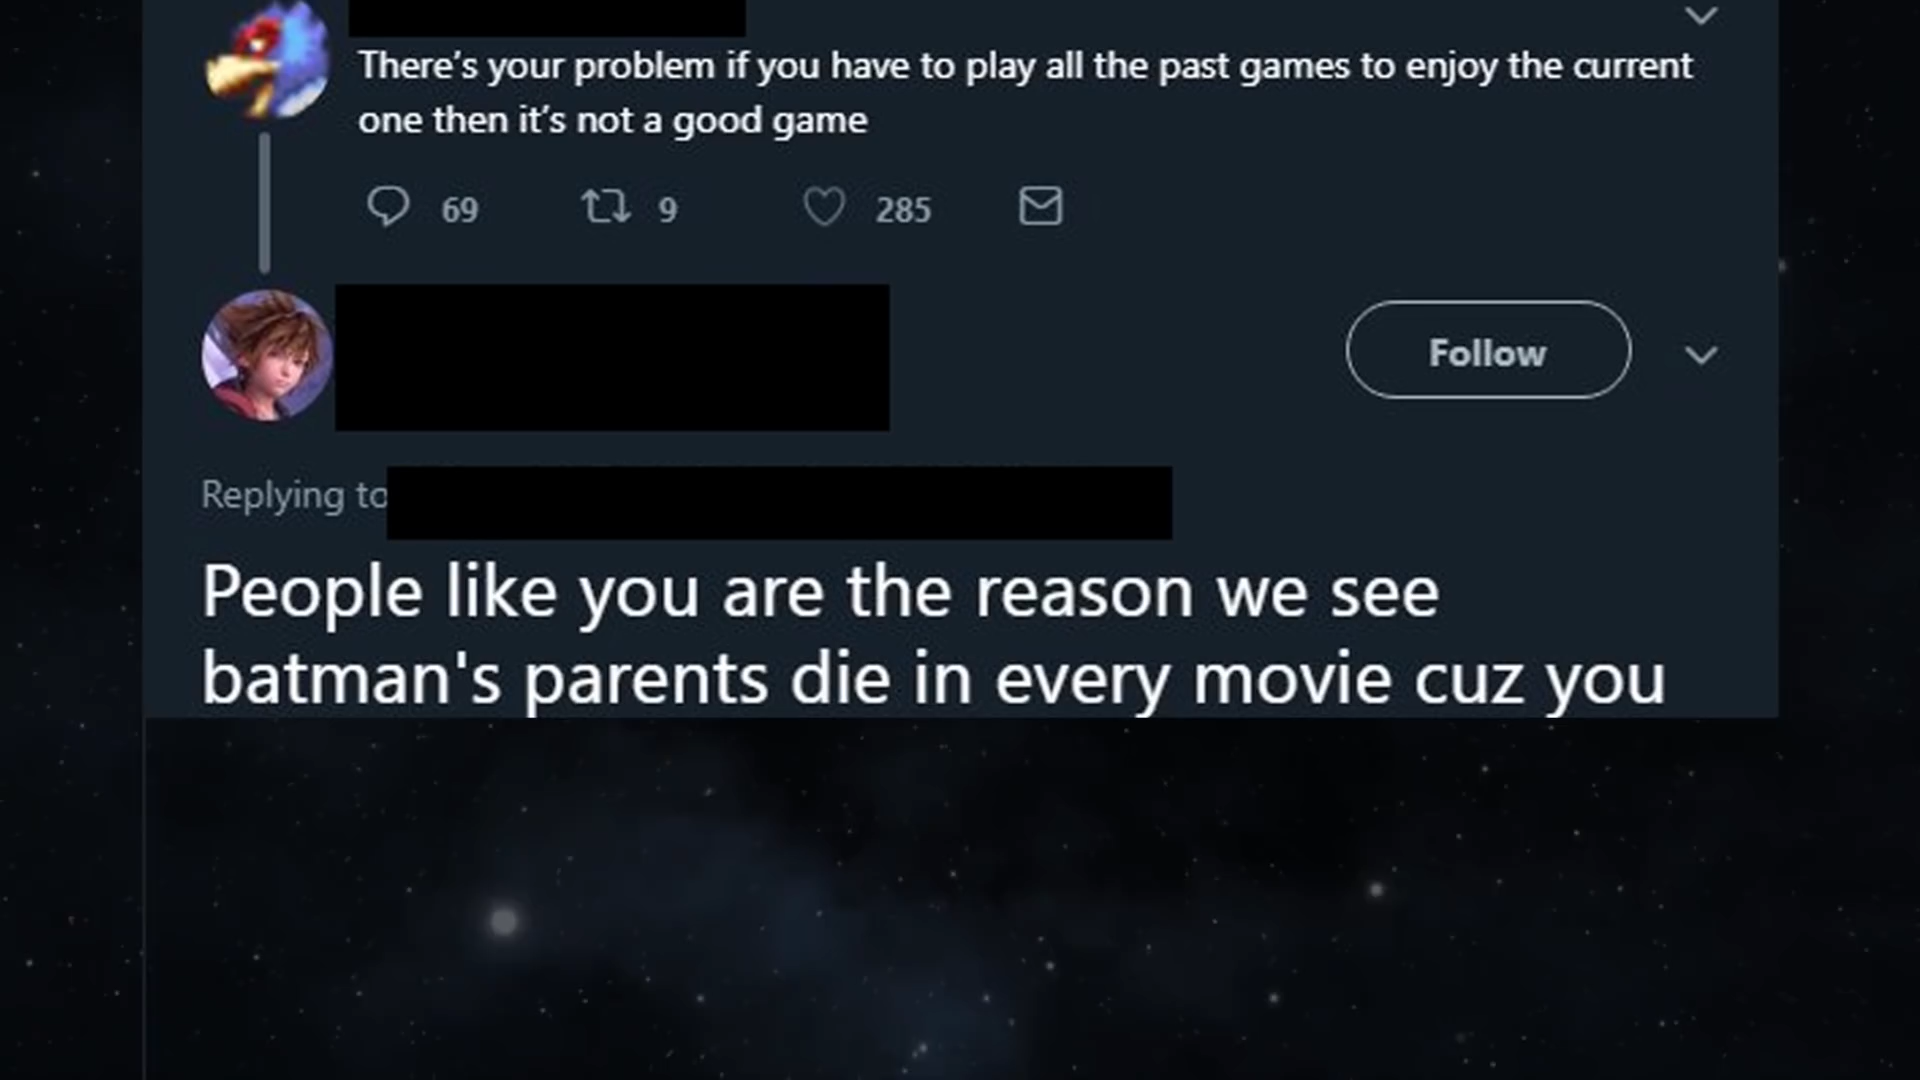 There’s your problem if you have to play all the past games to enjoy the current
one then it’s not a good game
69 9 285
Follow
Replying to
People like you are the reason we see
batman's parents die in every movie cuz you